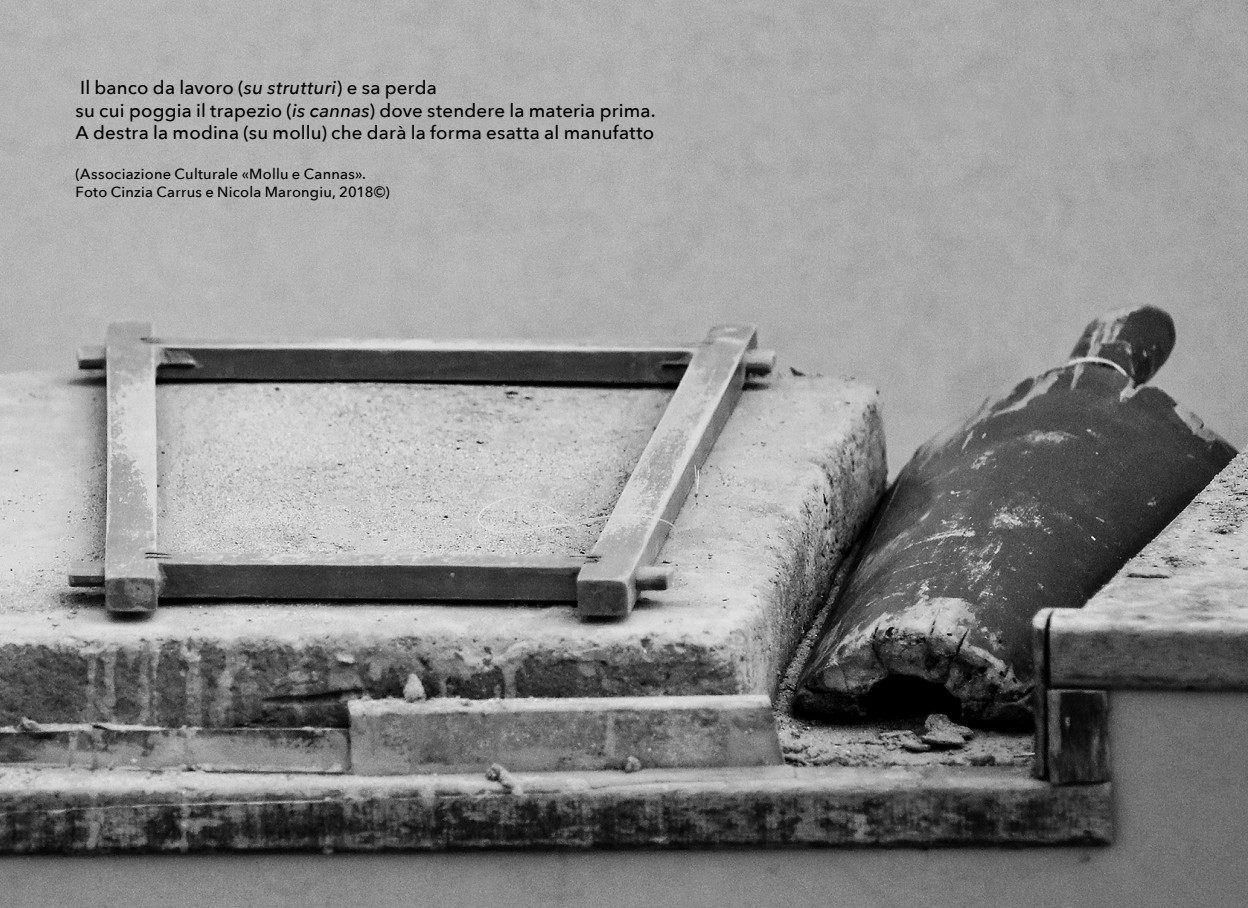 Il banco da lavoro (su strutturi) e sa perda
su cui poggia il trapezio (is cannas) dove stendere la materia prima.
A destra la modina (su mollu) che darà la forma esatta al manufatto
(Associazione Culturale «Mollu e Cannas».
Foto Cinzia Carrus e Nicola Marongiu, 2018©)